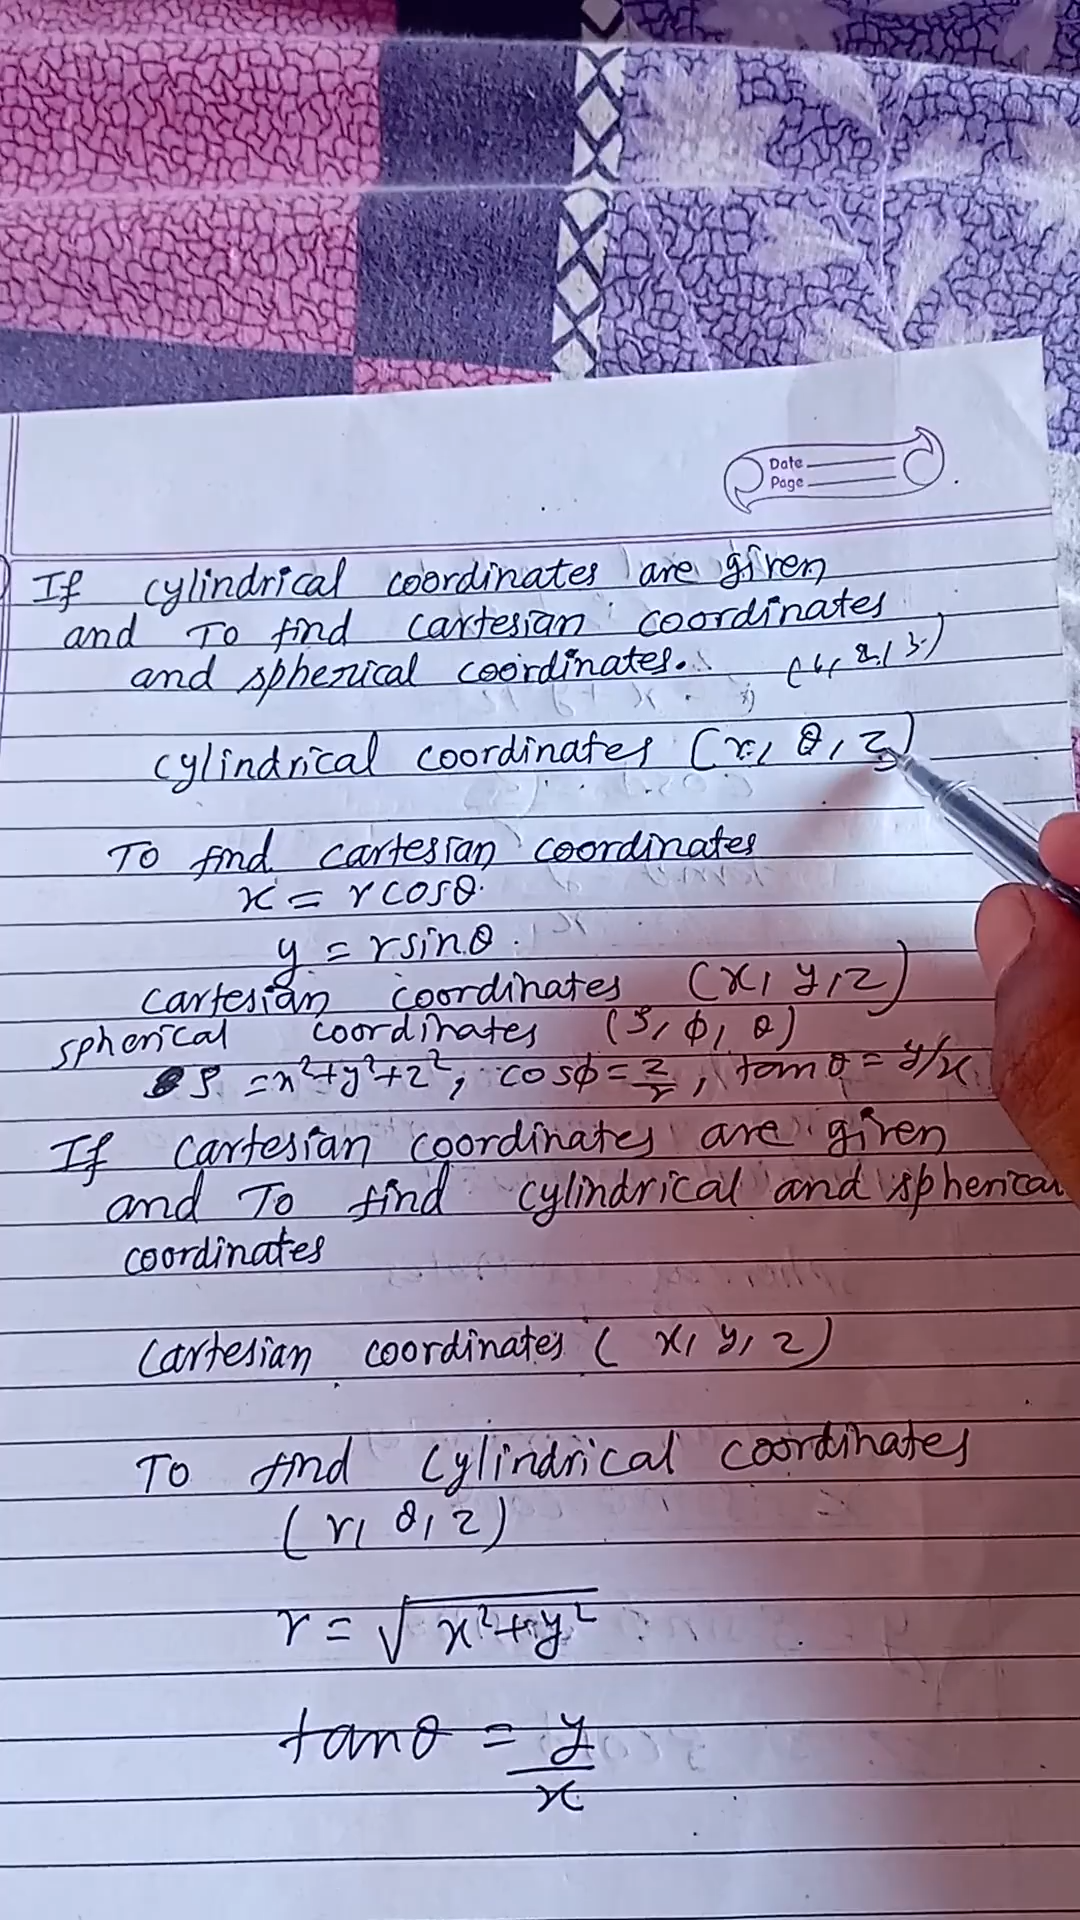 Date
Page
If cylindrical coordinates are given
and To find cartesian coordinates
and spherical coordinates.
cylindrical coordinates (r, θ, z)
To find cartesian coordinates
x = r cosθ.
y = r sinθ.
cartesian coordinates (x, y, z)
spherical coordinates (ρ, φ, θ)
ρ = x²+y²+z², cosφ = z/r, tanθ = y/x
If cartesian coordinates are given
and To find cylindrical and spherical
coordinates
cartesian coordinates (x, y, z)
To find cylindrical coordinates
(r, θ, z)
r = √x²+y²
tanθ = y/x